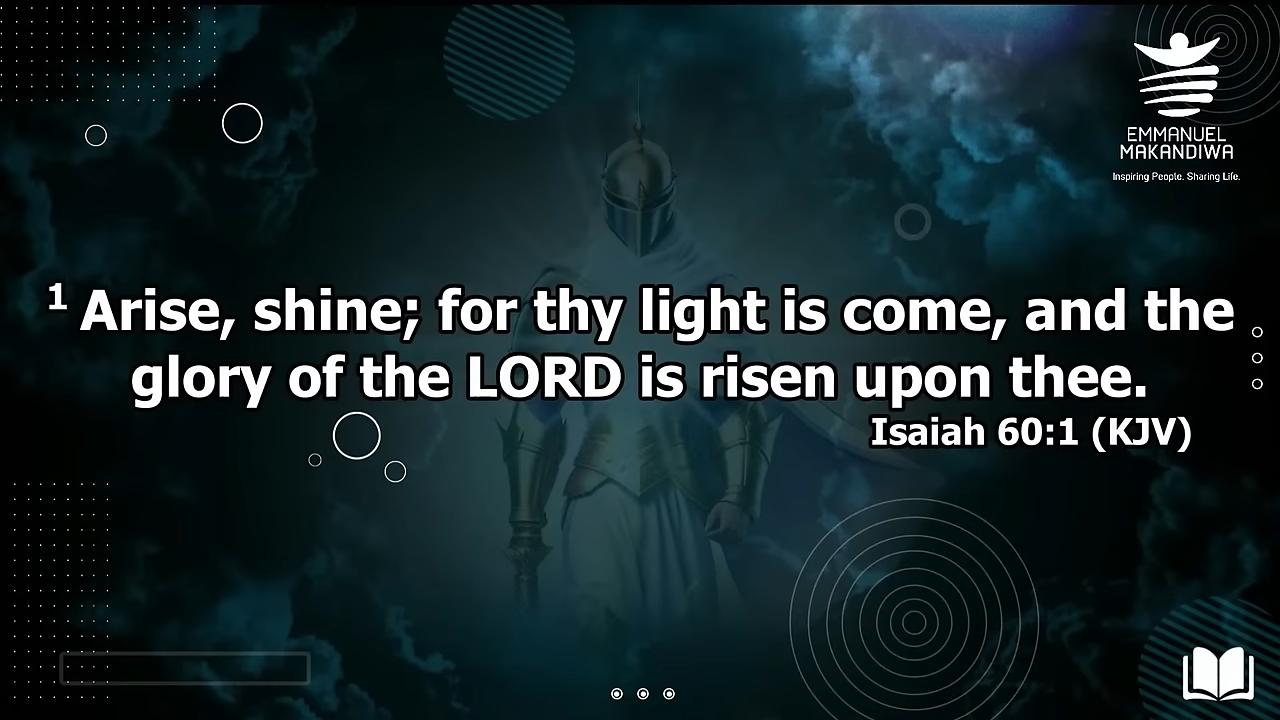 EMMANUEL
MAKANDIWA
Inspiring People. Sharing Life.
1 Arise, shine; for thy light is come, and the
glory of the LORD is risen upon thee.
Isaiah 60:1 (KJV)